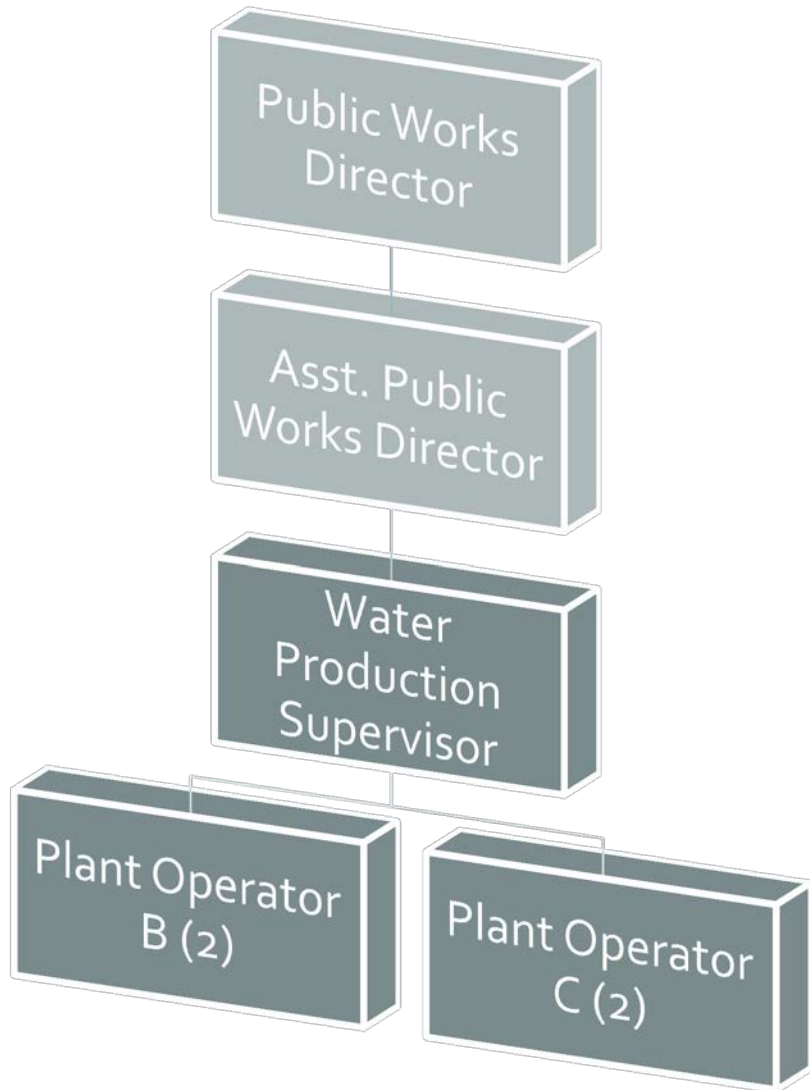 Public Works
Director
Asst. Public
Works Director
Water
Production
Supervisor
Plant Operator
B (2)
Plant Operator
C (2)